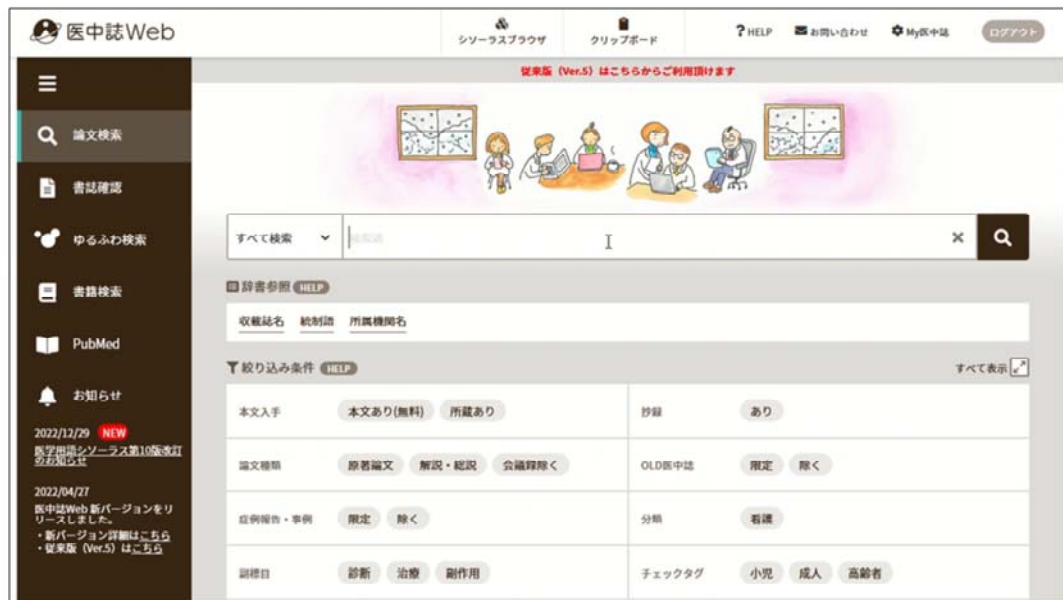 医中誌Web
シソーラスブラウザ
クリップボード
? HELP
お問い合わせ
My医中誌
ログアウト
従来版（Ver.5）はこちらからご利用頂けます
論文検索
書誌確認
ゆるふわ検索
書籍検索
PubMed
お知らせ
2022/12/29 NEW
医学用語シソーラス第10版改訂
のお知らせ
2022/04/27
医中誌Web 新バージョンをリ
リースしました。
・新バージョン詳細はこちら
・従来版（Ver.5）はこちら
すべて検索
検索語
辞書参照 HELP
収載誌名 統制語 所属機関名
絞り込み条件 HELP
すべて表示
本文入手 本文あり(無料) 所蔵あり
抄録 あり
論文種類 原著論文 解説・総説 会議録除く
OLD医中誌 限定 除く
症例報告・事例 限定 除く
分類 看護
副標目 診断 治療 副作用
チェックタグ 小児 成人 高齢者